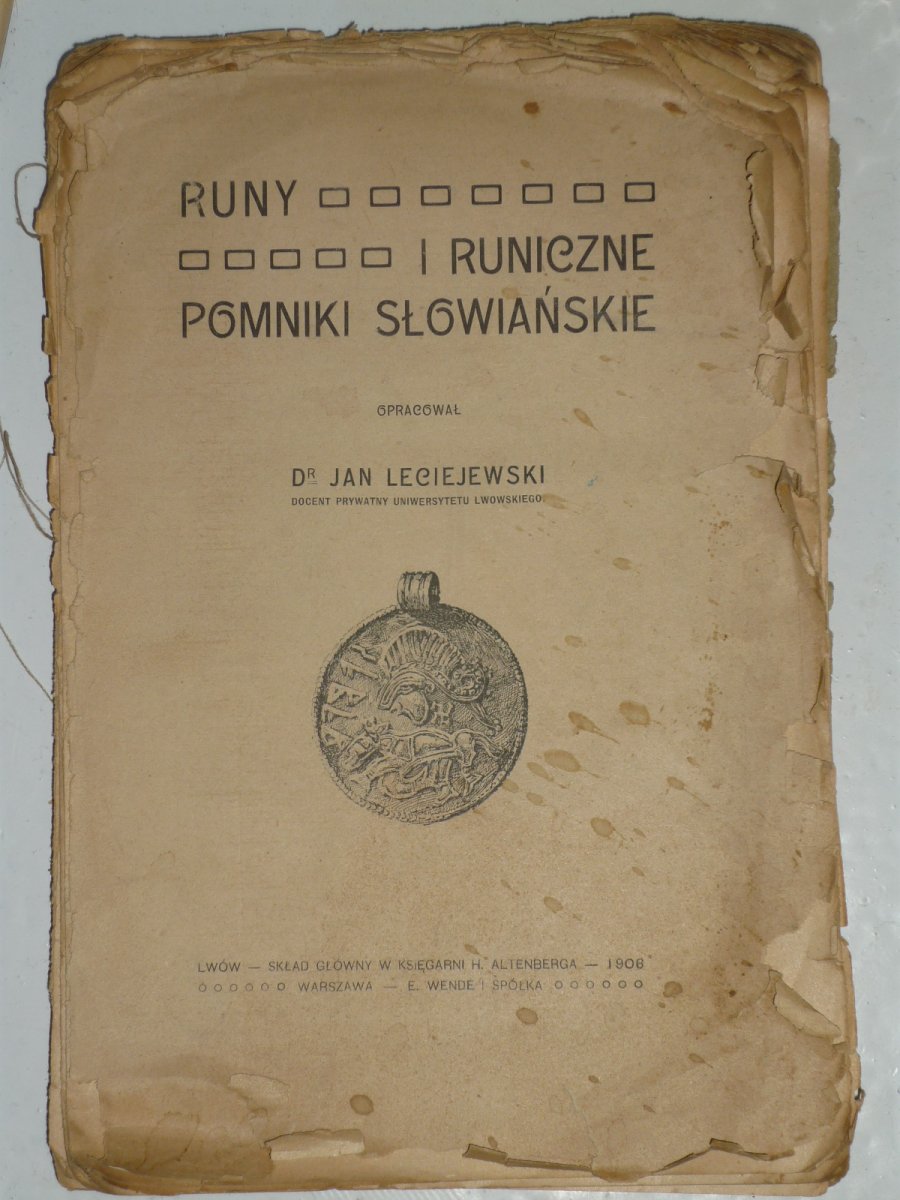 RUNY
I RUNICZNE
POMNIKI SŁOWIAŃSKIE
OPRACOWAŁ
DR JAN LECIEJEWSKI
DOCENT PRYWATNY UNIWERSYTETU LWOWSKIEGO.
LWÓW — SKŁAD GŁÓWNY W KSIĘGARNI H. ALTENBERGA — 1906
WARSZAWA — E. WENDE I SPÓŁKA